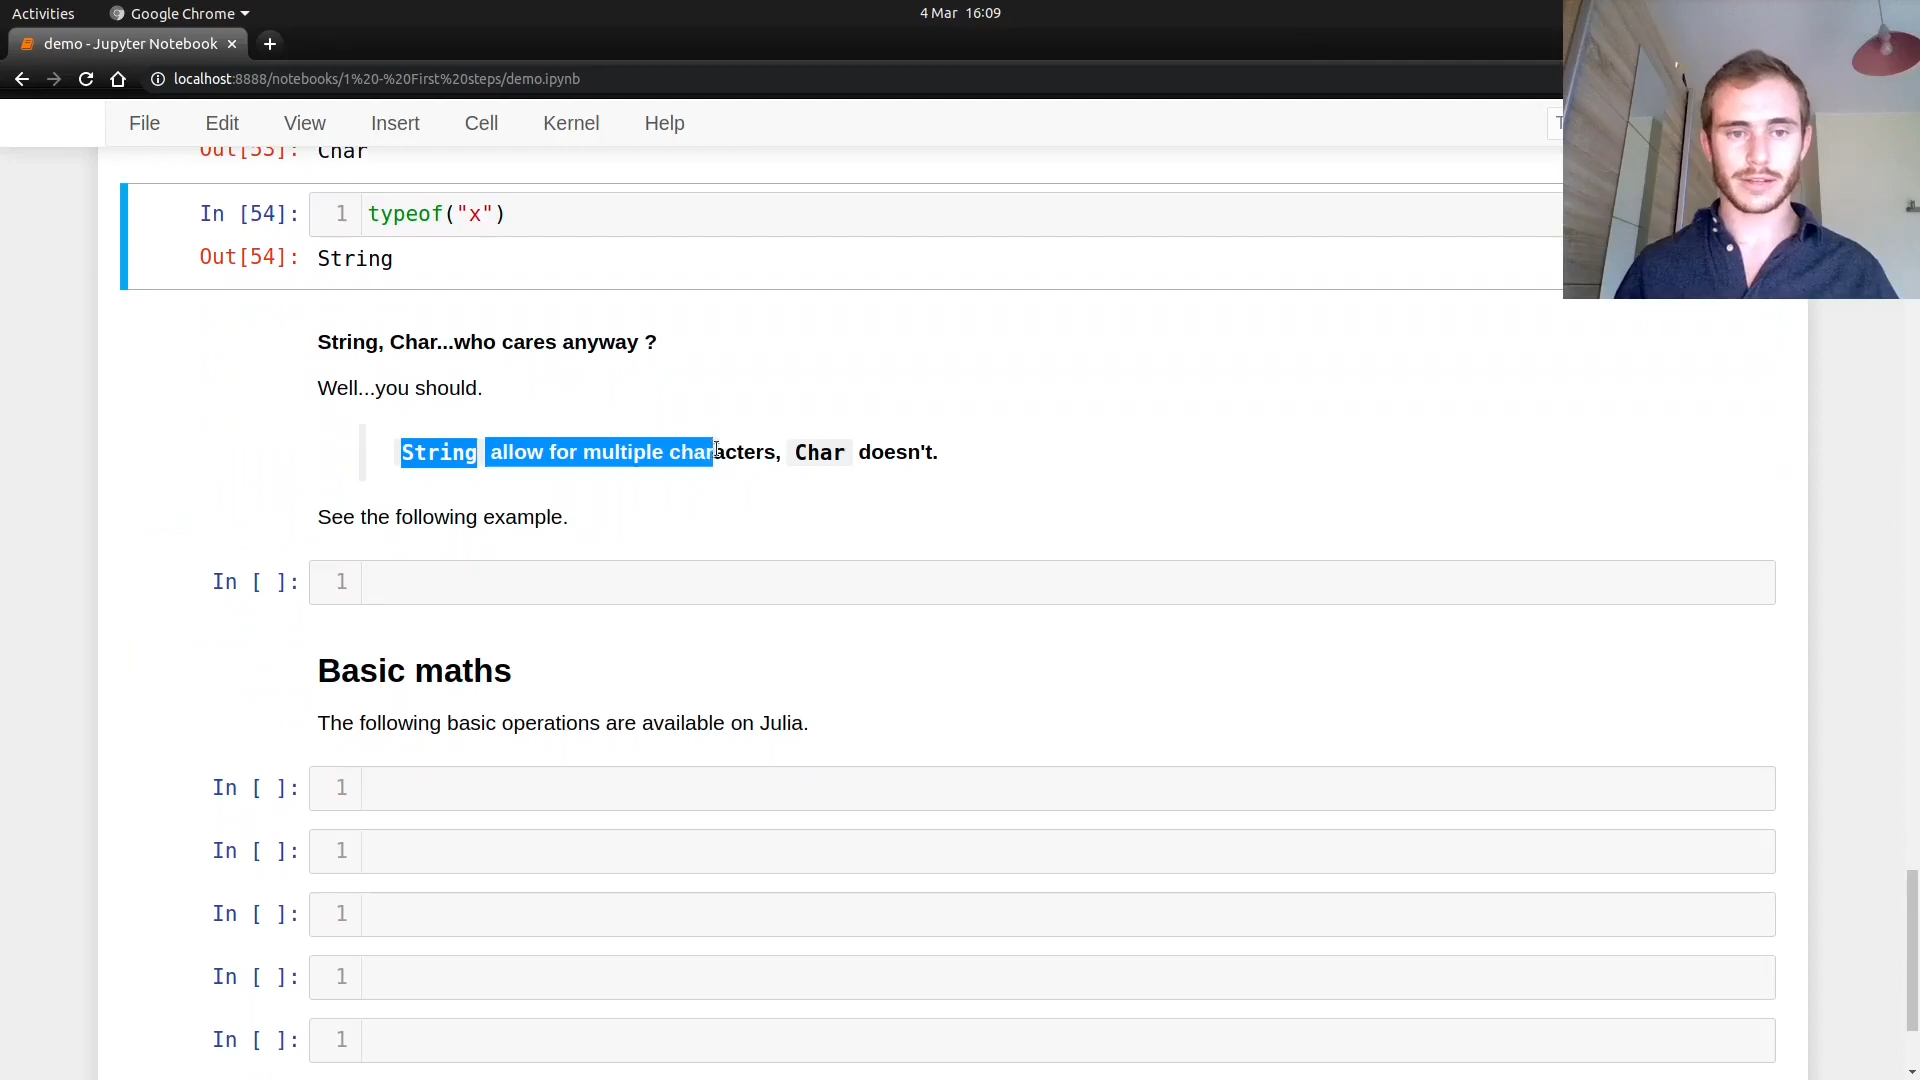 Activities Google Chrome 4 Mar 16:09
demo - Jupyter Notebook
localhost:8888/notebooks/1%20-%20First%20steps/demo.ipynb
File Edit View Insert Cell Kernel Help T
Out[53]: Char
In [54]: 1 typeof("x")
Out[54]: String
String, Char...who cares anyway ?
Well...you should.
String allow for multiple characters, Char doesn't.
See the following example.
In [ ]: 1
Basic maths
The following basic operations are available on Julia.
In [ ]: 1
In [ ]: 1
In [ ]: 1
In [ ]: 1
In [ ]: 1